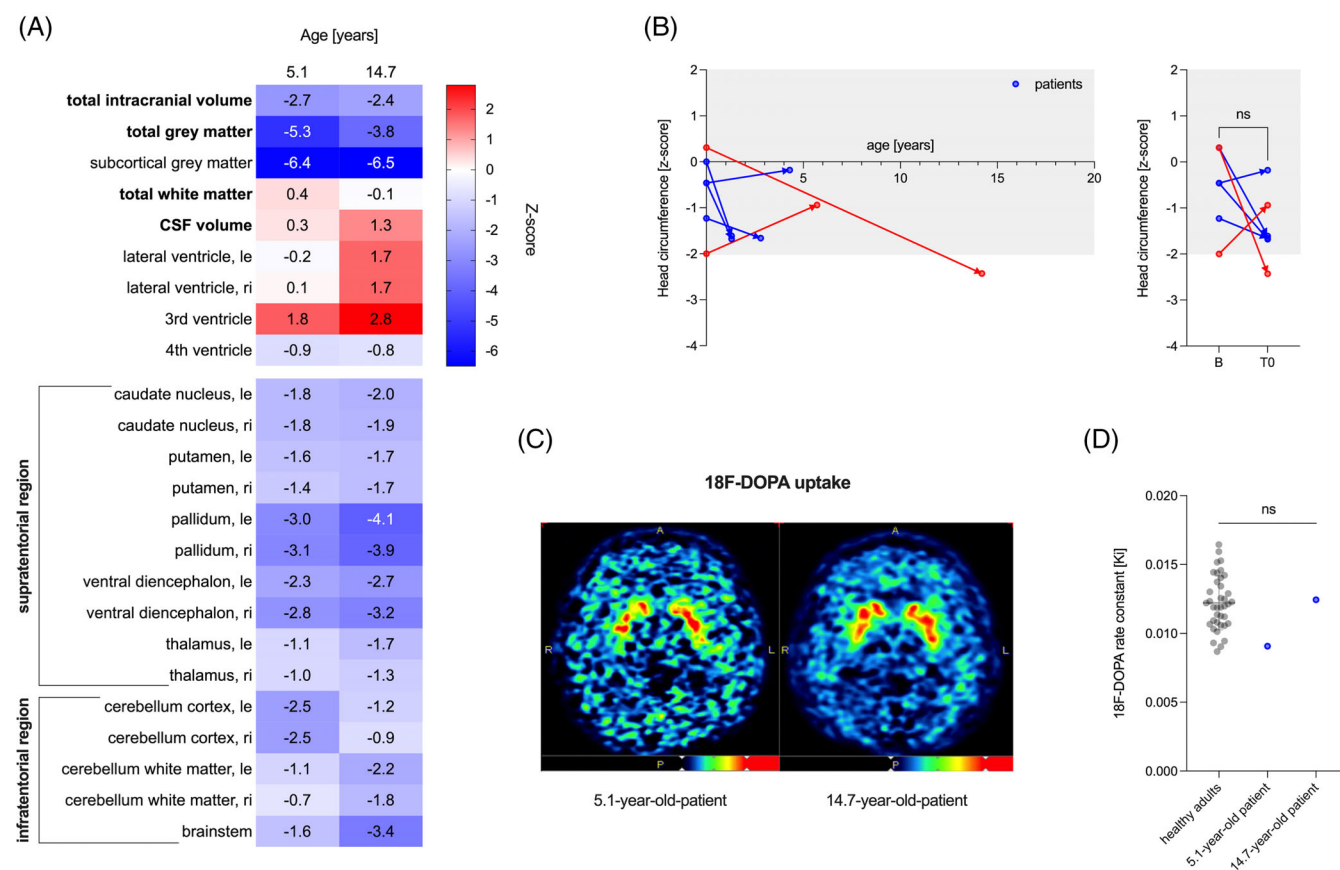 (A)
Age [years]
5.1 14.7
total intracranial volume -2.7 -2.4
total grey matter -5.3 -3.8
subcortical grey matter -6.4 -6.5
total white matter 0.4 -0.1
CSF volume 0.3 1.3
lateral ventricle, le -0.2 1.7
lateral ventricle, ri 0.1 1.7
3rd ventricle 1.8 2.8
4th ventricle -0.9 -0.8
2
1
0
-1
-2
-3
-4
-5
-6
Z-score
supratentorial region
caudate nucleus, le -1.8 -2.0
caudate nucleus, ri -1.8 -1.9
putamen, le -1.6 -1.7
putamen, ri -1.4 -1.7
pallidum, le -3.0 -4.1
pallidum, ri -3.1 -3.9
ventral diencephalon, le -2.3 -2.7
ventral diencephalon, ri -2.8 -3.2
thalamus, le -1.1 -1.7
thalamus, ri -1.0 -1.3
infratentorial region
cerebellum cortex, le -2.5 -1.2
cerebellum cortex, ri -2.5 -0.9
cerebellum white matter, le -1.1 -2.2
cerebellum white matter, ri -0.7 -1.8
brainstem -1.6 -3.4
(B)
Head circumference [z-score]
2
1
0
-1
-2
-3
-4
patients
age [years]
5 10 15 20
Head circumference [z-score]
2
1
0
-1
-2
-3
-4
ns
B T0
(C)
18F-DOPA uptake
A
R
L
P
5.1-year-old-patient
A
R
L
P
14.7-year-old-patient
(D)
18F-DOPA rate constant [Ki]
0.020
0.015
0.010
0.005
0.000
ns
healthy adults
5.1-year-old patient
14.7-year-old patient